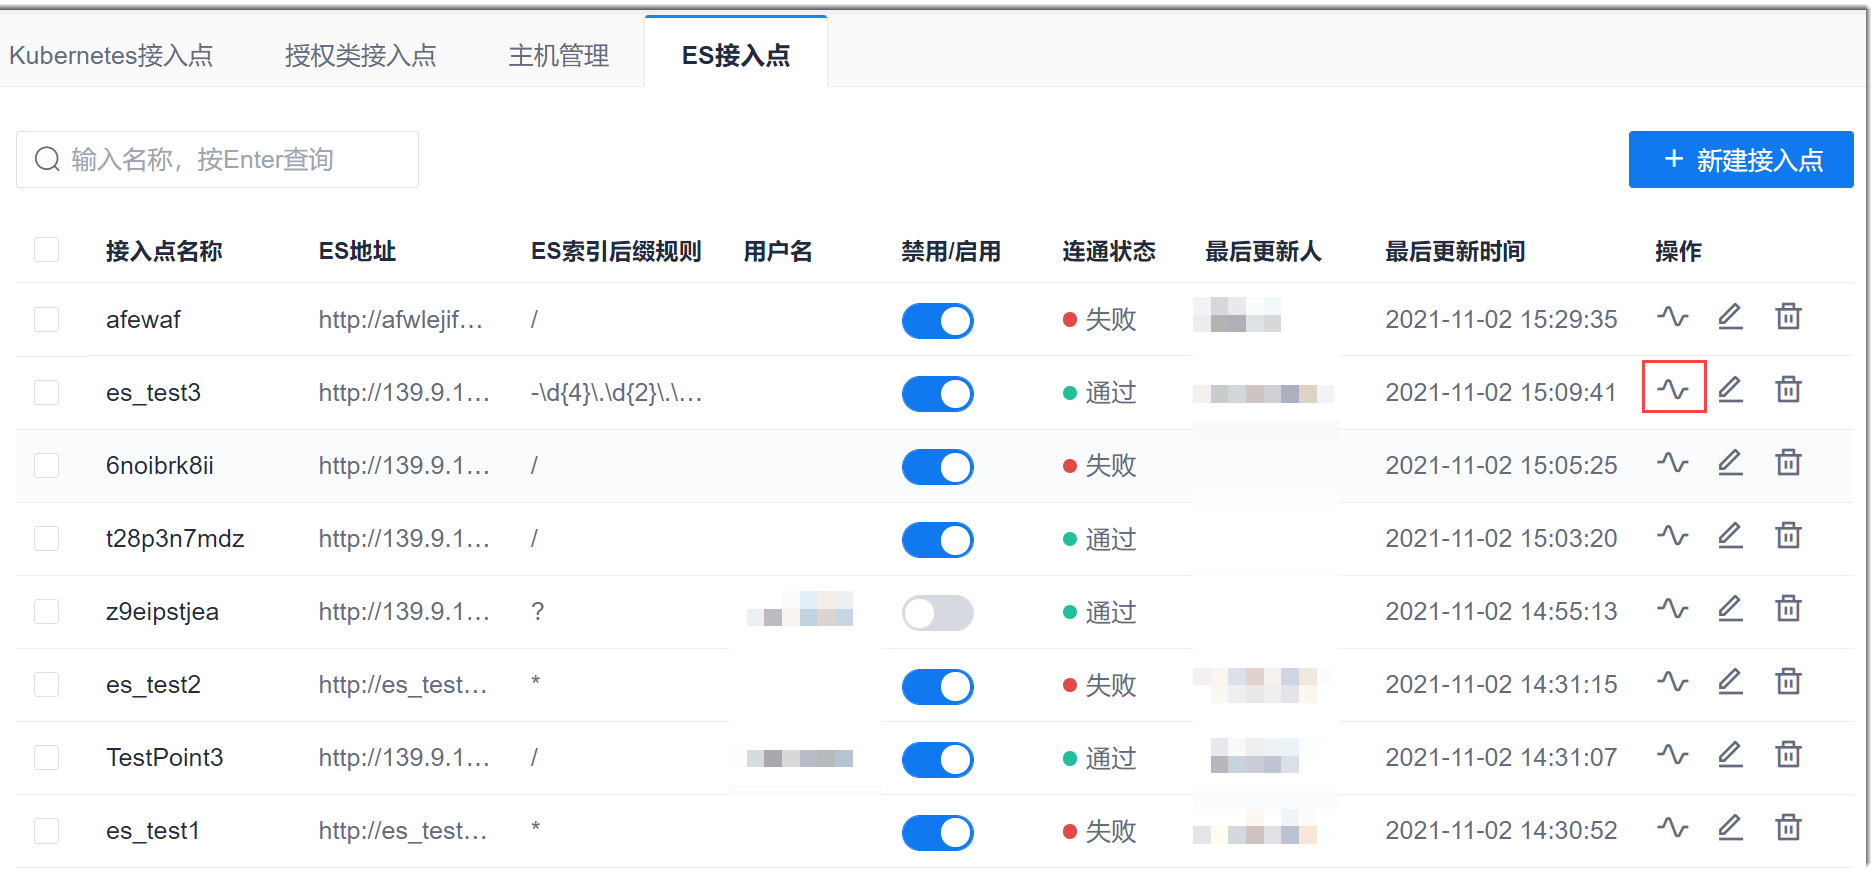 Kubernetes接入点 授权类接入点 主机管理 ES接入点
输入名称，按Enter查询 + 新建接入点
接入点名称 ES地址 ES索引后缀规则 用户名 禁用/启用 连通状态 最后更新人 最后更新时间 操作
afewaf http://afwlejif... / 失败 2021-11-02 15:29:35
es_test3 http://139.9.1... -\d{4}\.\d{2}\.\... 通过 2021-11-02 15:09:41
6noibrk8ii http://139.9.1... / 失败 2021-11-02 15:05:25
t28p3n7mdz http://139.9.1... / 通过 2021-11-02 15:03:20
z9eipstjea http://139.9.1... ? 通过 2021-11-02 14:55:13
es_test2 http://es_test... * 失败 2021-11-02 14:31:15
TestPoint3 http://139.9.1... / 通过 2021-11-02 14:31:07
es_test1 http://es_test... * 失败 2021-11-02 14:30:52